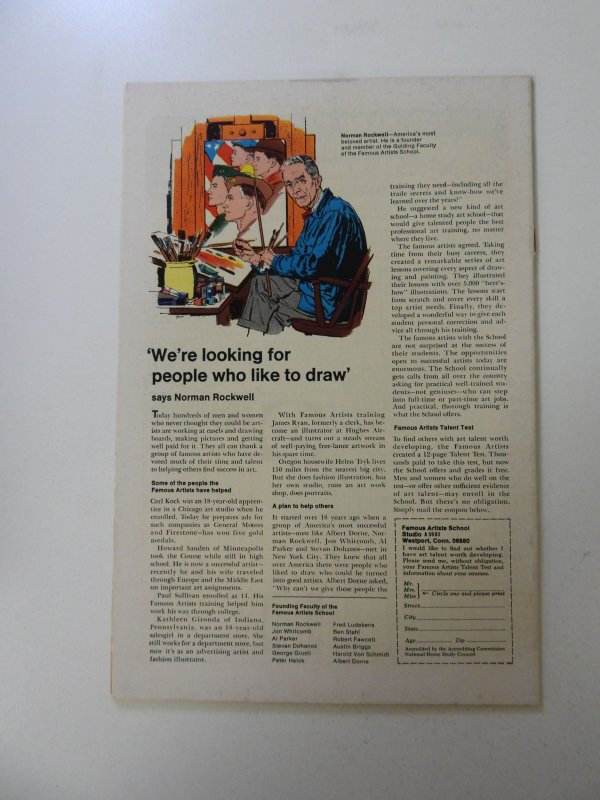 Norman Rockwell—America's most
beloved artist. He is a founder
and member of the Guiding Faculty
of the Famous Artists School.
'We're looking for
people who like to draw'
says Norman Rockwell
Today hundreds of men and women
who never thought they could be art-
ists are working at easels and drawing
boards, making pictures and getting
well paid for it. They all can thank a
group of famous artists who have de-
voted much of their time and talent
to helping others find success in art.
Some of the people the
Famous Artists have helped
Carl Kock was an 18-year-old appren-
tice in a Chicago art studio when he
enrolled. Today he prepares ads for
such companies as General Motors
and Firestone—has won five gold
medals.
Howard Sanden of Minneapolis
took the Course while still in high
school. He is now a successful artist—
recently he and his wife traveled
through Europe and the Middle East
on important art assignments.
Paul Sullivan enrolled at 14. His
Famous Artists training helped him
work his way through college.
Kathleen Gironda of Indiana,
Pennsylvania, was an 18-year-old
salesgirl in a department store. She
still works for a department store, but
now it's as an advertising artist and
fashion illustrator.
With Famous Artists training
James Ryan, formerly a clerk, has be-
come an illustrator at Hughes Air-
craft—and turns out a steady stream
of well-paying free-lance artwork in
his spare time.
Oregon housewife Helen Tryk lives
150 miles from the nearest big city.
But she does fashion illustration, has
her own studio, runs an art work
shop, does portraits.
A plan to help others
It started over 18 years ago when a
group of America's most successful
artists—men like Albert Dorne, Nor-
man Rockwell, Jon Whitcomb, Al
Parker and Stevan Dohanos—met in
New York City. They knew that all
over America there were people who
liked to draw who could be turned
into good artists. Albert Dorne asked,
"Why can't we give these people the
Founding Faculty of the
Famous Artists School
Norman Rockwell
Jon Whitcomb
Al Parker
Stevan Dohanos
George Giusti
Peter Helck
Fred Ludekens
Ben Stahl
Robert Fawcett
Austin Briggs
Harold Von Schmidt
Albert Dorne
training they need—including all the
trade secrets and know-how we've
learned over the years?"
He suggested a new kind of art
school—a home study art school—that
would give talented people the best
professional art training, no matter
where they live.
The famous artists agreed. Taking
time from their busy careers, they
created a remarkable series of art
lessons covering every aspect of draw-
ing and painting. They illustrated
their lessons with over 5,000 "here's-
how" illustrations. The lessons start
from scratch and cover every skill a
top artist needs. Finally, they de-
veloped a wonderful way to give each
student personal correction and ad-
vice all through his training.
The famous artists with the School
are not surprised at the success of
their students. The opportunities
open to successful artists today are
enormous. The School continually
gets calls from all over the country
asking for practical well-trained stu-
dents—not geniuses—who can step
into full-time or part-time art jobs.
And practical, thorough training is
what the School offers.
Famous Artists Talent Test
To find others with art talent worth
developing, the Famous Artists
created a 12-page Talent Test. Thou-
sands paid to take this test, but now
the School offers and grades it free.
Men and women who do well on the
test—or offer other sufficient evidence
of art talent—may enroll in the
School. But there's no obligation.
Simply mail the coupon below.
Famous Artists School
Studio
Westport, Conn. 06880
I would like to find out whether I
have art talent worth developing.
Please send me, without obligation,
your Famous Artists Talent Test and
information about your courses.
Mr.
Mrs. ← Circle one and please print
Miss
Street
City
State
Age Zip
Accredited by the Accrediting Commission
National Home Study Council